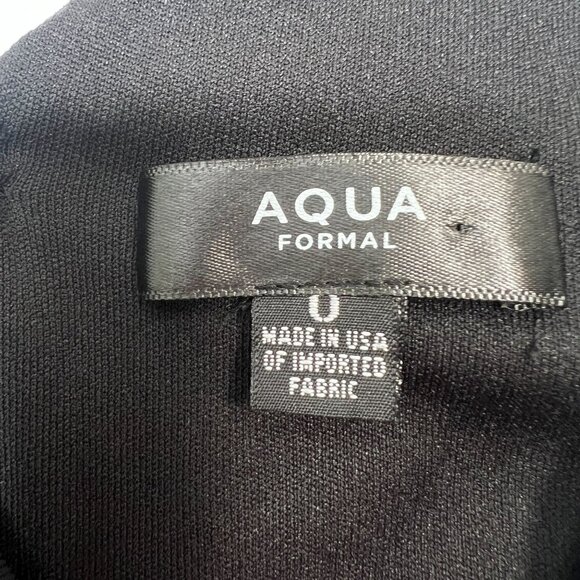 AQUA
FORMAL
0
MADE IN USA
OF IMPORTED
FABRIC